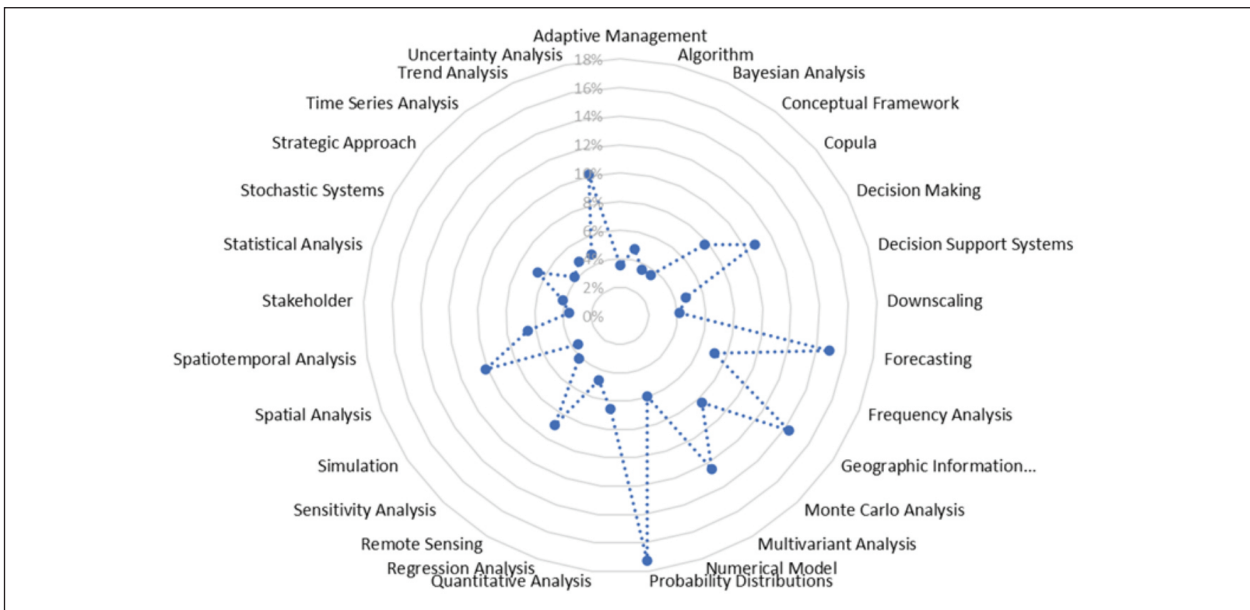 Adaptive Management
Algorithm
Bayesian Analysis
Conceptual Framework
Copula
Decision Making
Decision Support Systems
Downscaling
Forecasting
Frequency Analysis
Geographic Information...
Monte Carlo Analysis
Multivariant Analysis
Numerical Model
Probability Distributions
Quantitative Analysis
Regression Analysis
Remote Sensing
Sensitivity Analysis
Simulation
Spatial Analysis
Spatiotemporal Analysis
Stakeholder
Statistical Analysis
Stochastic Systems
Strategic Approach
Time Series Analysis
Trend Analysis
Uncertainty Analysis
18%
16%
14%
12%
10%
8%
6%
4%
2%
0%